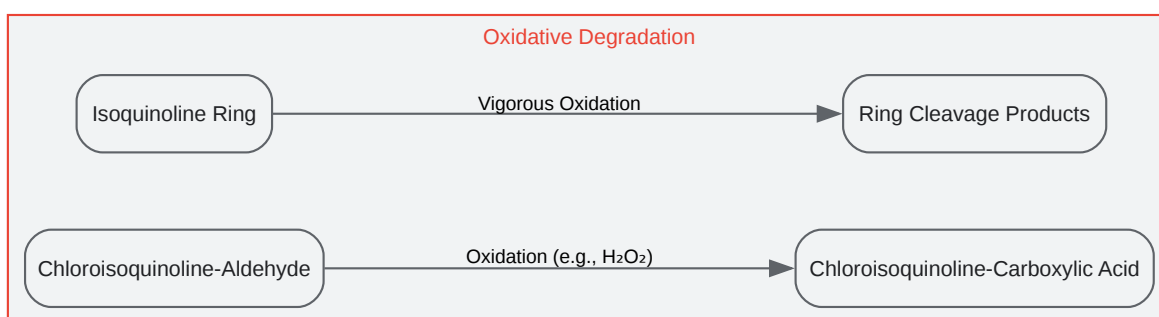 Oxidative Degradation
Isoquinoline Ring
Vigorous Oxidation
Ring Cleavage Products
Chloroisoquinoline-Aldehyde
Oxidation (e.g., H₂O₂)
Chloroisoquinoline-Carboxylic Acid